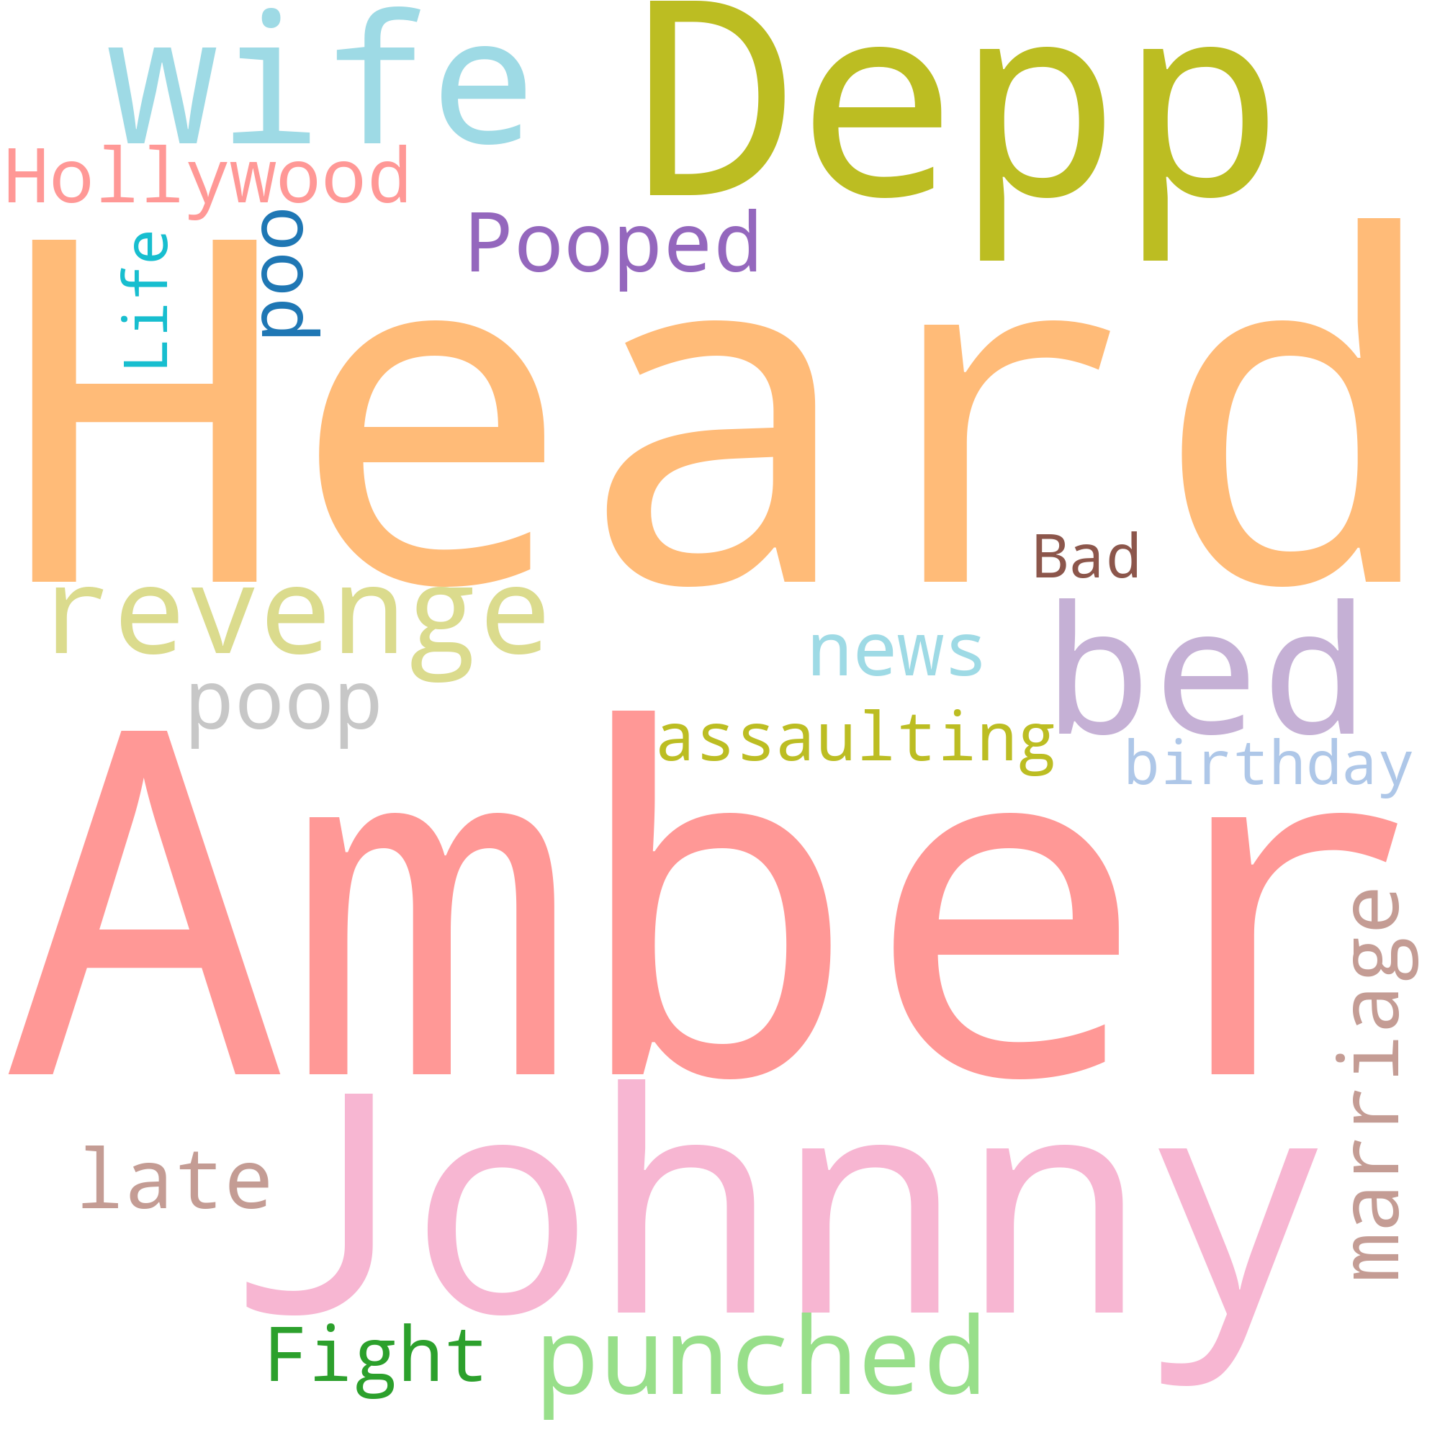 wife
Depp
Hollywood
Life
poo
Pooped
Heard
Bad
revenge
news
bed
poop
assaulting
birthday
Amber
marriage
Johnny
late
Fight
punched